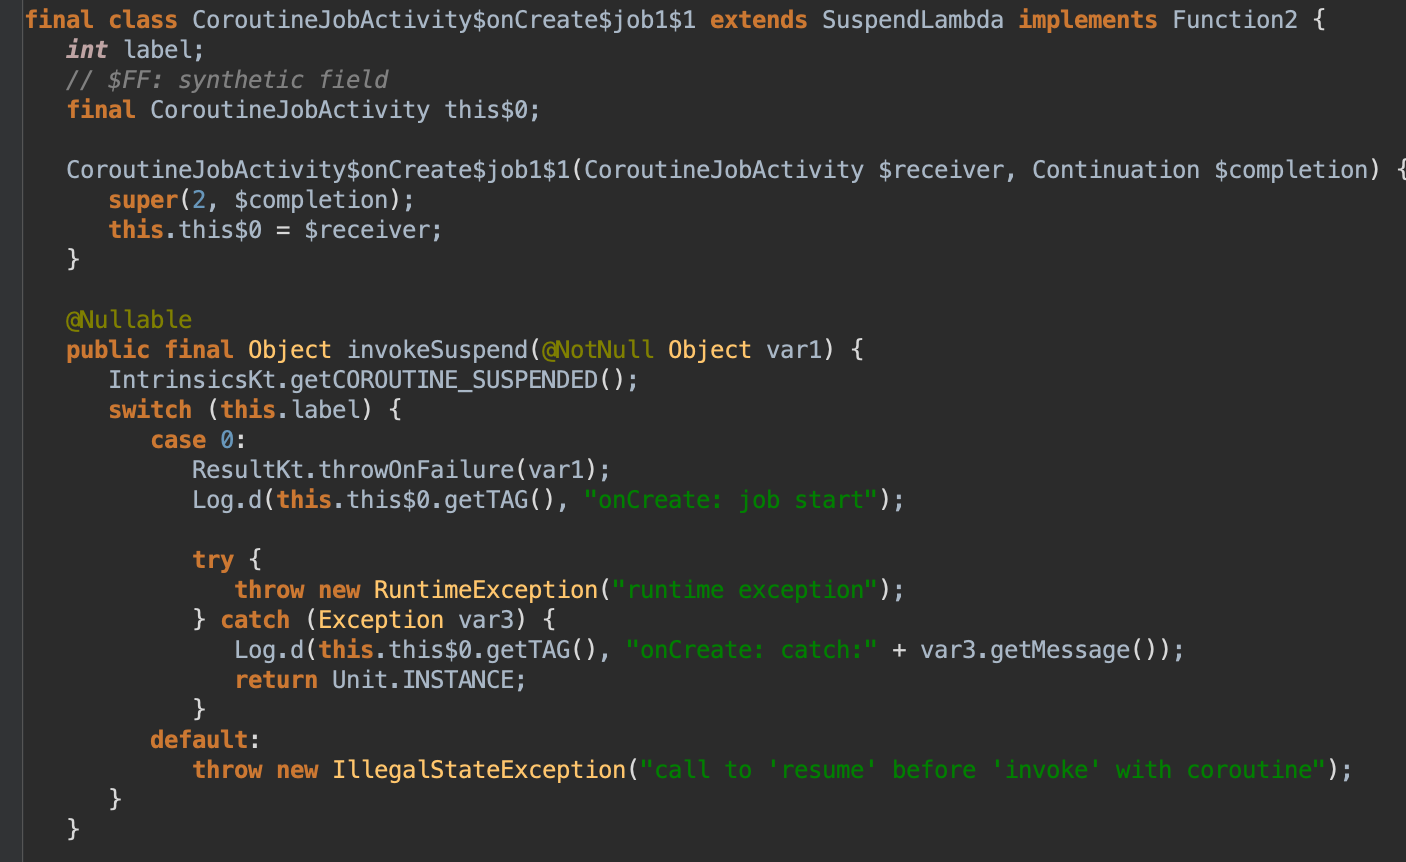 final class CoroutineJobActivity$onCreate$job1$1 extends SuspendLambda implements Function2 {
int label;
// $FF: synthetic field
final CoroutineJobActivity this$0;
CoroutineJobActivity$onCreate$job1$1(CoroutineJobActivity $receiver, Continuation $completion) {
super(2, $completion);
this.this$0 = $receiver;
}
@Nullable
public final Object invokeSuspend(@NotNull Object var1) {
IntrinsicsKt.getCOROUTINE_SUSPENDED();
switch (this.label) {
case 0:
ResultKt.throwOnFailure(var1);
Log.d(this.this$0.getTAG(), "onCreate: job start");
try {
throw new RuntimeException("runtime exception");
} catch (Exception var3) {
Log.d(this.this$0.getTAG(), "onCreate: catch:" + var3.getMessage());
return Unit.INSTANCE;
}
default:
throw new IllegalStateException("call to 'resume' before 'invoke' with coroutine");
}
}